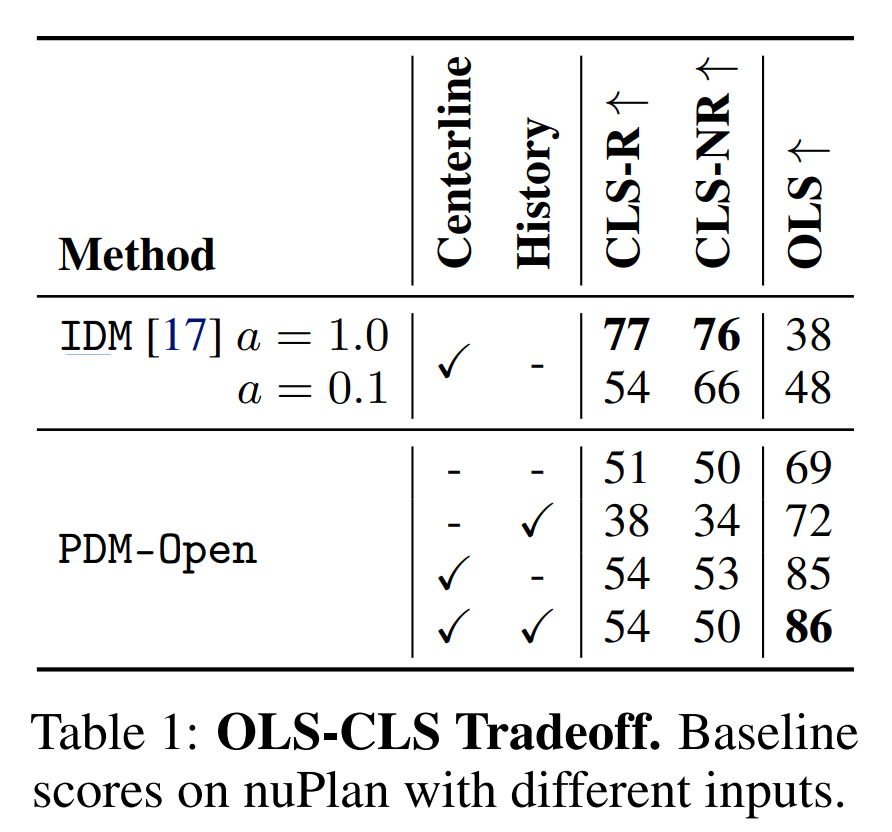 Method Centerline History CLS-R ↑ CLS-NR ↑ OLS ↑
IDM [17] a = 1.0 77 76 38
✓ -
a = 0.1 54 66 48
- - 51 50 69
- ✓ 38 34 72
PDM-Open
✓ - 54 53 85
✓ ✓ 54 50 86
Table 1: OLS-CLS Tradeoff. Baseline
scores on nuPlan with different inputs.